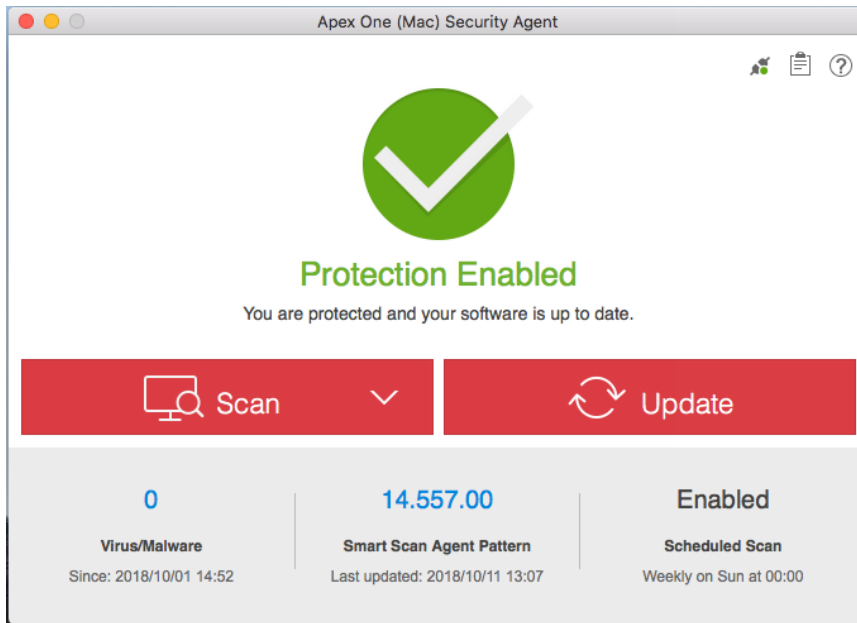 Apex One (Mac) Security Agent
Protection Enabled
You are protected and your software is up to date.
Scan
Update
0
Virus/Malware
Since: 2018/10/01 14:52
14.557.00
Smart Scan Agent Pattern
Last updated: 2018/10/11 13:07
Enabled
Scheduled Scan
Weekly on Sun at 00:00